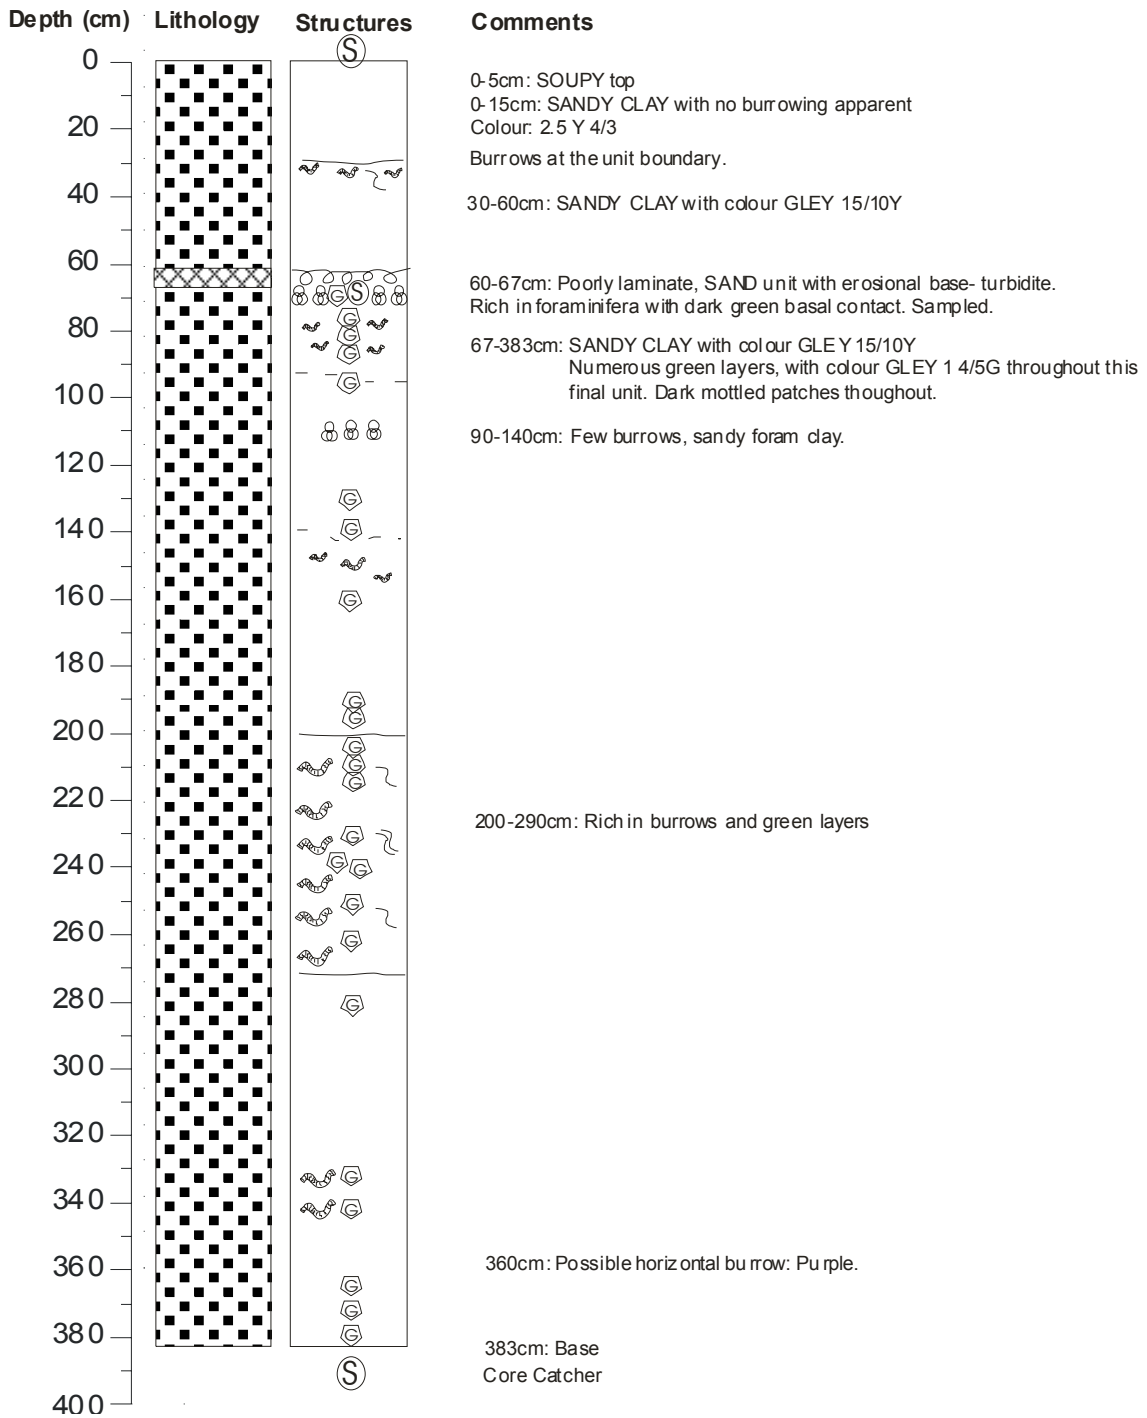 Depth (cm) Lithology Structures Comments
S
0
0-5cm: SOUPY top
0-15cm: SANDY CLAY with no burrowing apparent
20
Colour: 2.5 Y 4/3
Burrows at the unit boundary.
40
30-60cm: SANDY CLAY with colour GLEY 15/10Y
60
60-67cm: Poorly laminate, SAND unit with erosional base- turbidite.
G S
Rich in foraminifera with dark green basal contact. Sampled.
G
80
G
67-383cm: SANDY CLAY with colour GLEY 15/10Y
G
Numerous green layers, with colour GLEY 1 4/5G throughout this
G
final unit. Dark mottled patches thoughout.
100
90-140cm: Few burrows, sandy foram clay.
120
G
140
G
160
G
180
G
G
200
G
G
G
220
200-290cm: Rich in burrows and green layers
G
240
G G
G
260
G
280
G
300
320
G
340
G
360cm: Possible horizontal burrow: Purple.
360
G
G
380
G
383cm: Base
S
Core Catcher
400